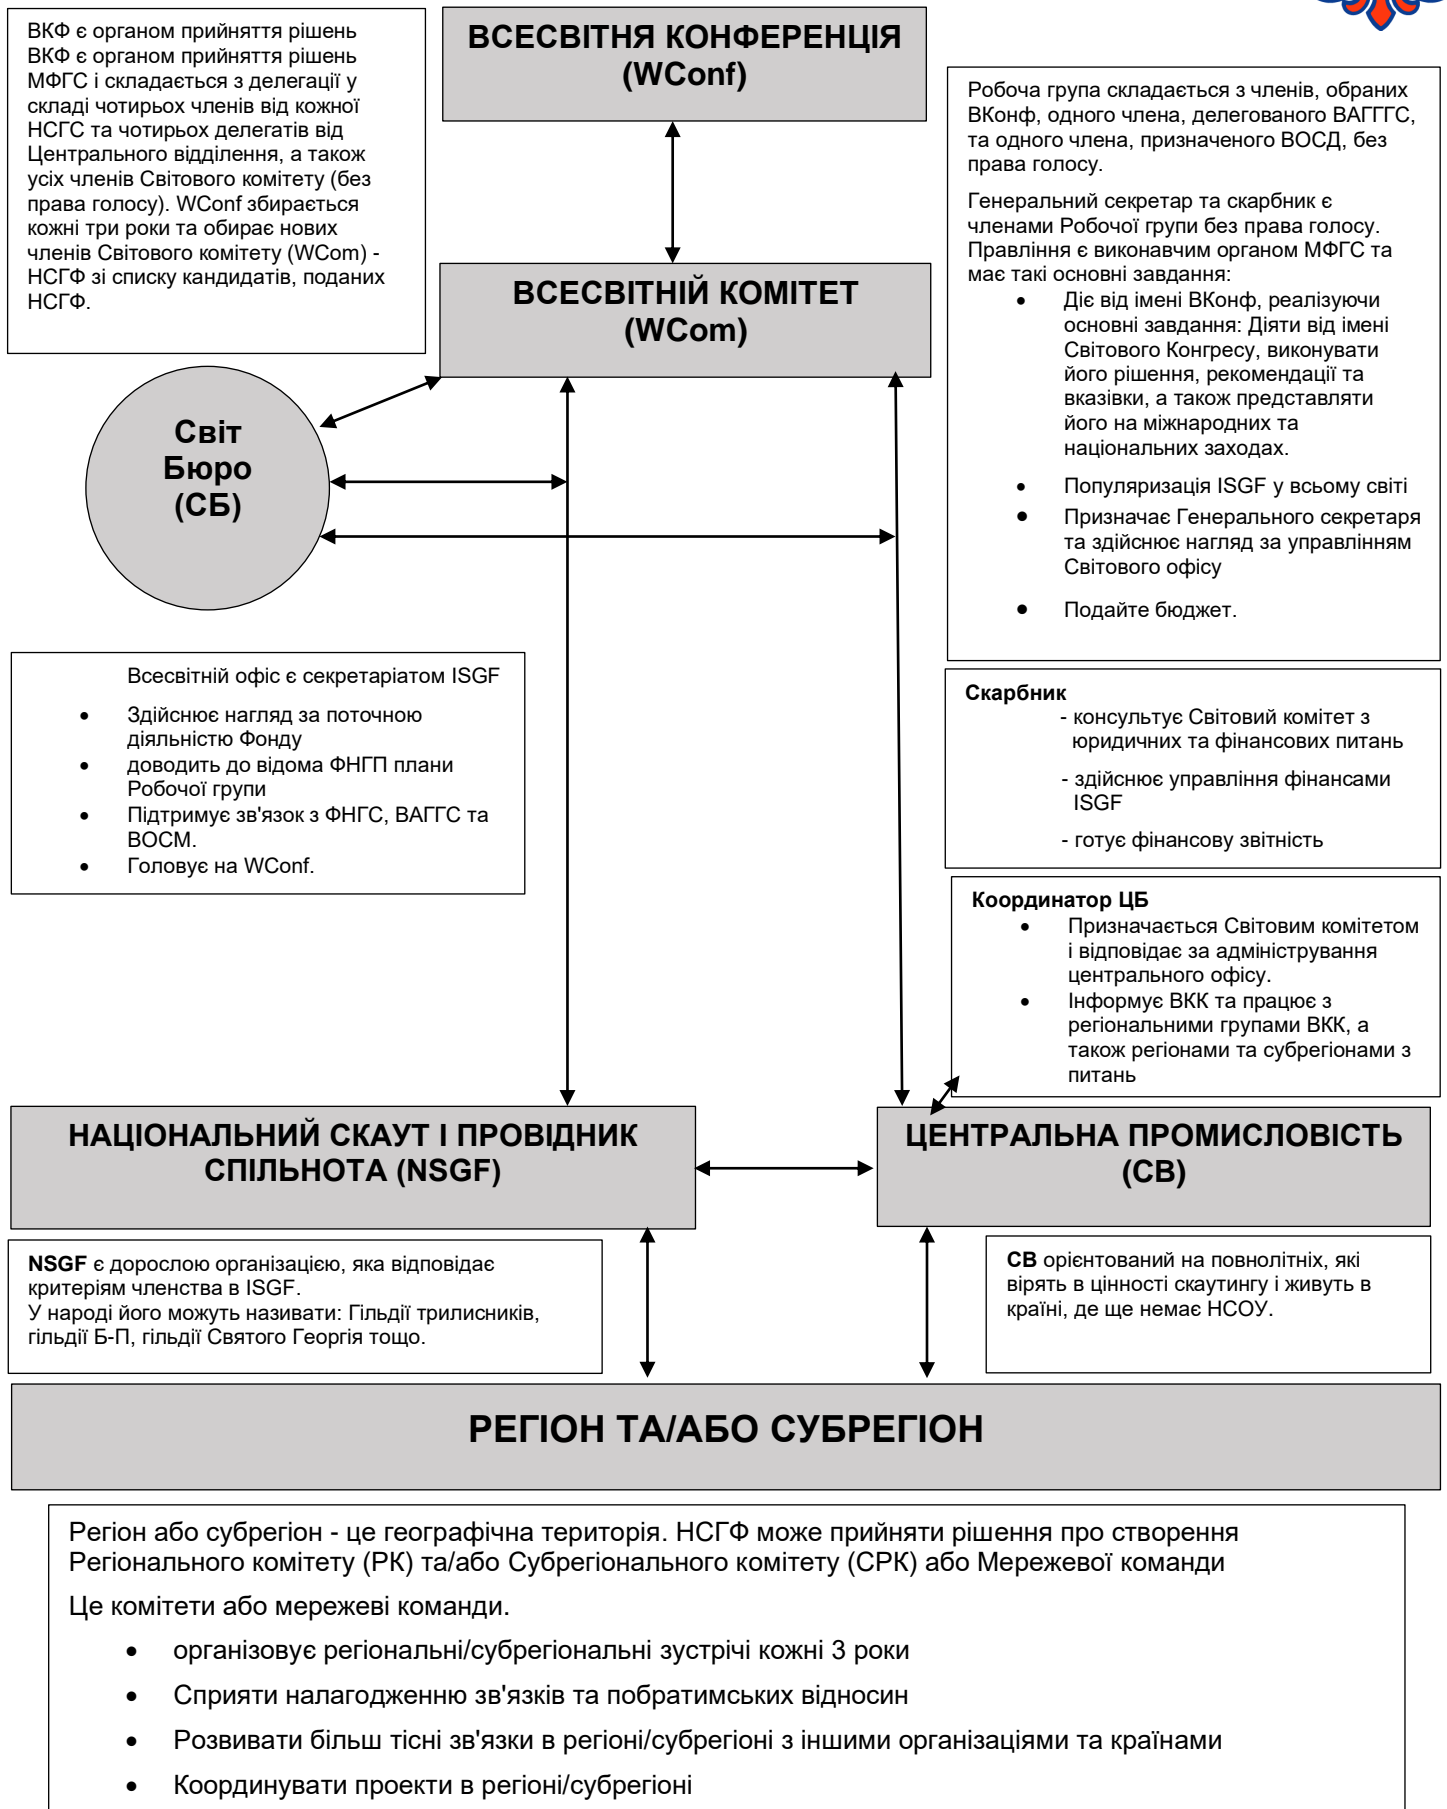 ВКФ є органом прийняття рішень
ВКФ є органом прийняття рішень
МФГС і складається з делегації у
складі чотирьох членів від кожної
НСГС та чотирьох делегатів від
Центрального відділення, а також
усіх членів Світового комітету (без
права голосу). WConf збирається
кожні три роки та обирає нових
членів Світового комітету (WCom) -
НСГФ зі списку кандидатів, поданих
НСГФ.
ВСЕСВІТНЯ КОНФЕРЕНЦІЯ
(WConf)
Робоча група складається з членів, обраних
ВКонф, одного члена, делегованого ВАГГГС,
та одного члена, призначеного ВОСД, без
права голосу.
Генеральний секретар та скарбник є
членами Робочої групи без права голосу.
Правління є виконавчим органом МФГС та
має такі основні завдання:
• Діє від імені ВКонф, реалізуючи
основні завдання: Діяти від імені
Світового Конгресу, виконувати
його рішення, рекомендації та
вказівки, а також представляти
його на міжнародних та
національних заходах.
• Популяризація ISGF у всьому світі
• Призначає Генерального секретаря
та здійснює нагляд за управлінням
Світового офісу
• Подайте бюджет.
ВСЕСВІТНІЙ КОМІТЕТ
(WCom)
Світ
Бюро
(СБ)
Всесвітній офіс є секретаріатом ISGF
• Здійснює нагляд за поточною
діяльністю Фонду
• доводить до відома ФНГП плани
Робочої групи
• Підтримує зв'язок з ФНГС, ВАГГС та
ВОСМ.
• Головує на WConf.
Скарбник
- консультує Світовий комітет з
юридичних та фінансових питань
- здійснює управління фінансами
ISGF
- готує фінансову звітність
Координатор ЦБ
• Призначається Світовим комітетом
і відповідає за адміністрування
центрального офісу.
• Інформує ВКК та працює з
регіональними групами ВКК, а
також регіонами та субрегіонами з
питань
НАЦІОНАЛЬНИЙ СКАУТ І ПРОВІДНИК
СПІЛЬНОТА (NSGF)
ЦЕНТРАЛЬНА ПРОМИСЛОВІСТЬ
(СВ)
NSGF є дорослою організацією, яка відповідає
критеріям членства в ISGF.
У народі його можуть називати: Гільдії трилисників,
гільдії Б-П, гільдії Святого Георгія тощо.
СВ орієнтований на повнолітніх, які
вірять в цінності скаутингу і живуть в
країні, де ще немає НСОУ.
РЕГІОН ТА/АБО СУБРЕГІОН
Регіон або субрегіон - це географічна територія. НСГФ може прийняти рішення про створення
Регіонального комітету (РК) та/або Субрегіонального комітету (СРК) або Мережевої команди
Це комітети або мережеві команди.
• організовує регіональні/субрегіональні зустрічі кожні 3 роки
• Сприяти налагодженню зв'язків та побратимських відносин
• Розвивати більш тісні зв'язки в регіоні/субрегіоні з іншими організаціями та країнами
• Координувати проекти в регіоні/субрегіоні